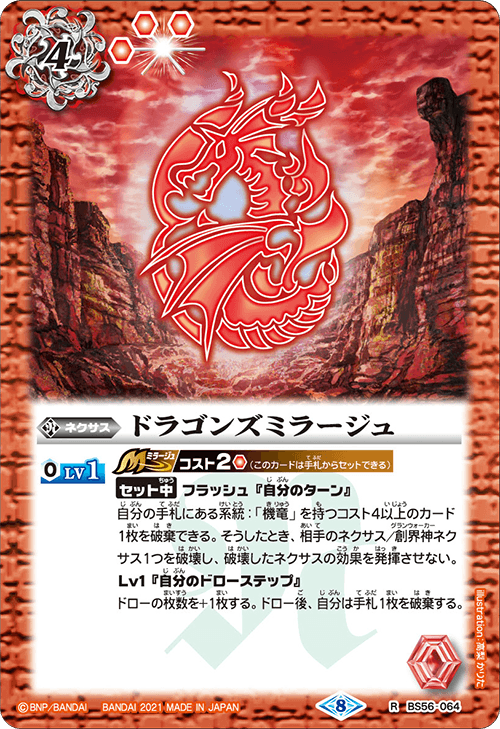 4
ネクサス ドラゴンズミラージュ
0 LV1
M ミラージュ コスト2 (このカードは手札からセットできる)
セット中 フラッシュ『自分のターン』
自分の手札にある系統：「機竜」を持つコスト4以上のカード
1枚を破棄できる。そうしたとき、相手のネクサス/創界神ネク
サス1つを破壊し、破壊したネクサスの効果を発揮させない。
Lv1『自分のドローステップ』
ドローの枚数を+1枚する。ドロー後、自分は手札1枚を破棄する。
illustration:
©BNP/BANDAI BANDAI 2021 MADE IN JAPAN 8 R BS56-064